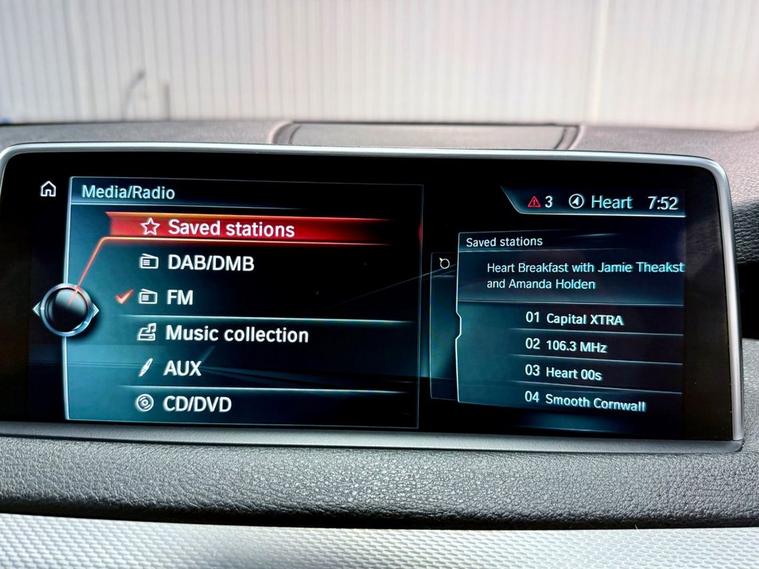 Media/Radio
3 Heart 7:52
Saved stations
DAB/DMB
FM
Music collection
AUX
CD/DVD
Saved stations
Heart Breakfast with Jamie Theakst
and Amanda Holden
01 Capital XTRA
02 106.3 MHz
03 Heart 00s
04 Smooth Cornwall